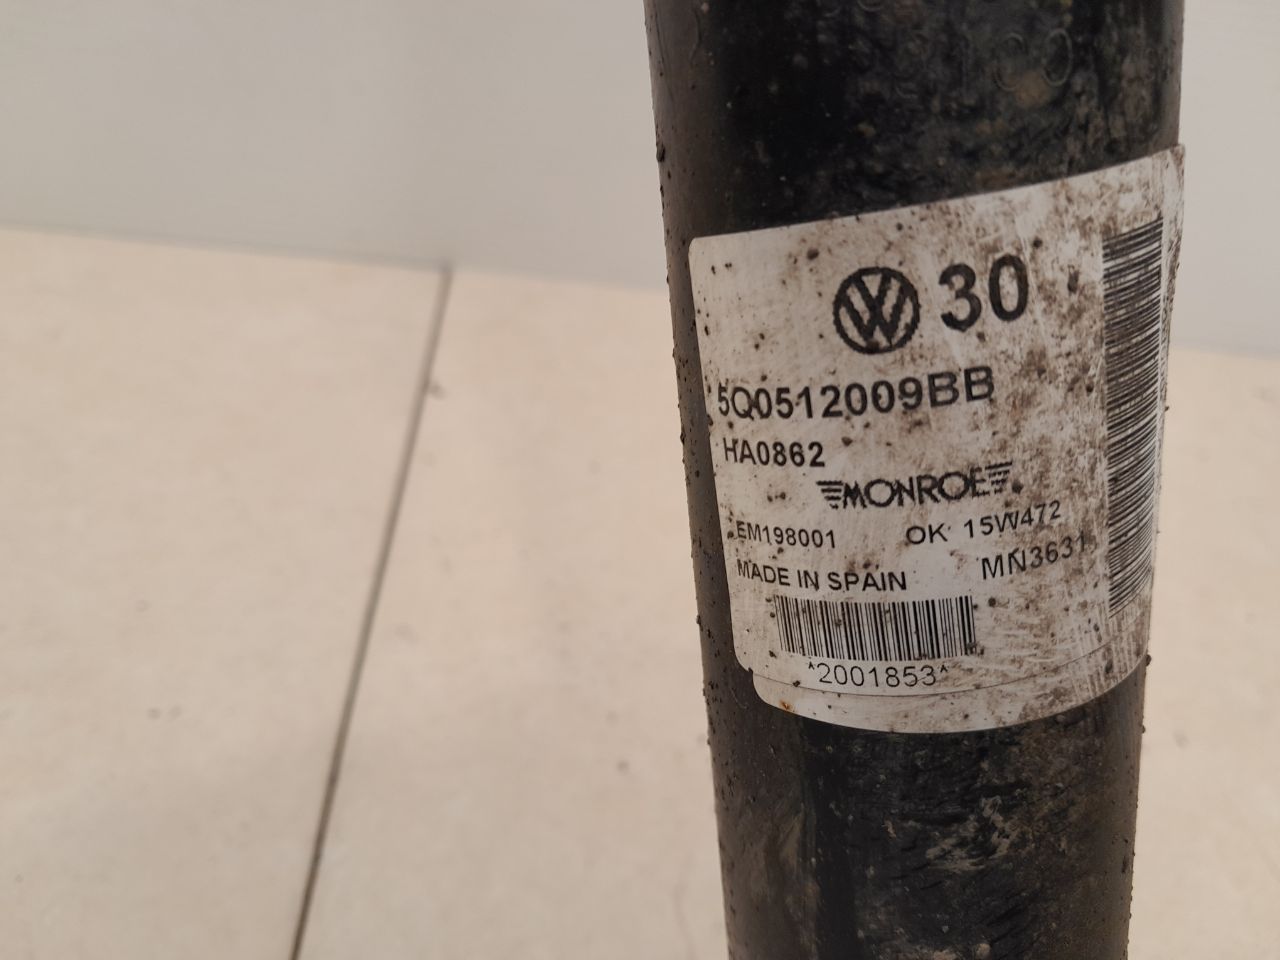 30
5Q0512009BB
HA0862
MONROE
EM198001 OK 15W472
MADE IN SPAIN MN3631
*2001853*